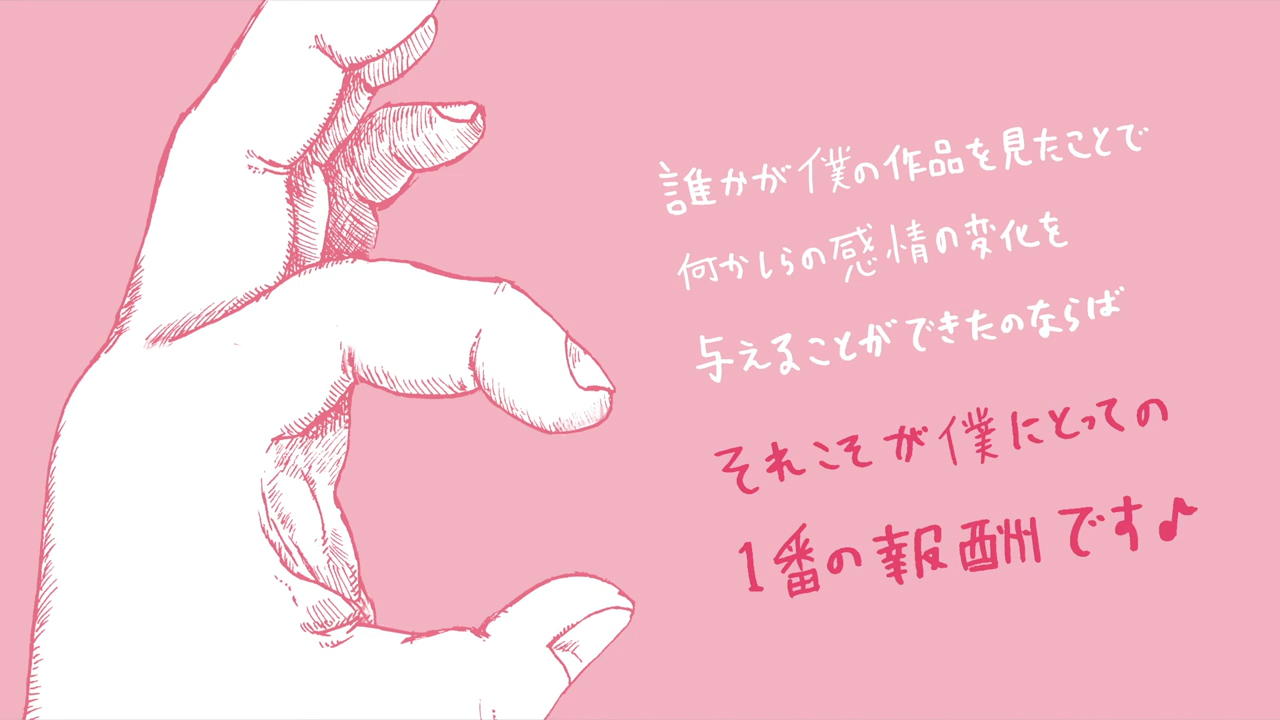 誰かが僕の作品を見たことで
何かしらの感情の変化を
与えることができたのならば
それこそが僕にとっての
1番の報酬です♪